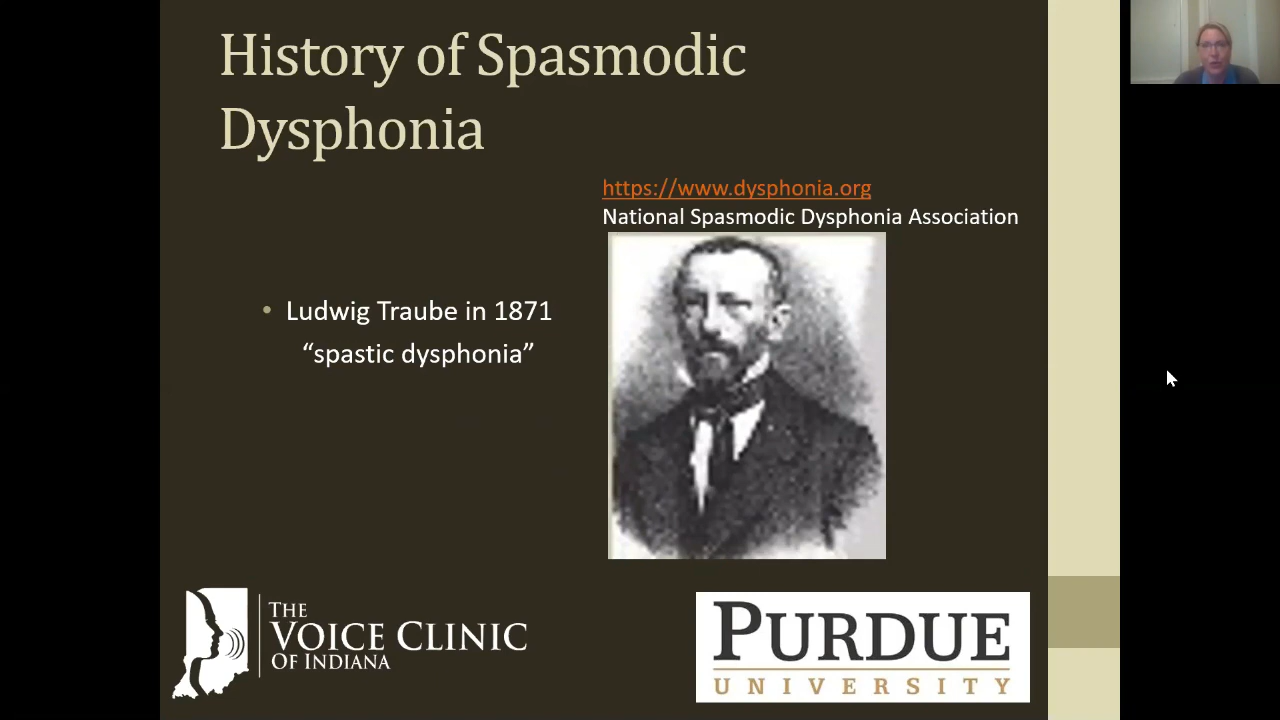 History of Spasmodic
Dysphonia
https://www.dysphonia.org
National Spasmodic Dysphonia Association
• Ludwig Traube in 1871
“spastic dysphonia”
THE
VOICE CLINIC
OF INDIANA
PURDUE
UNIVERSITY